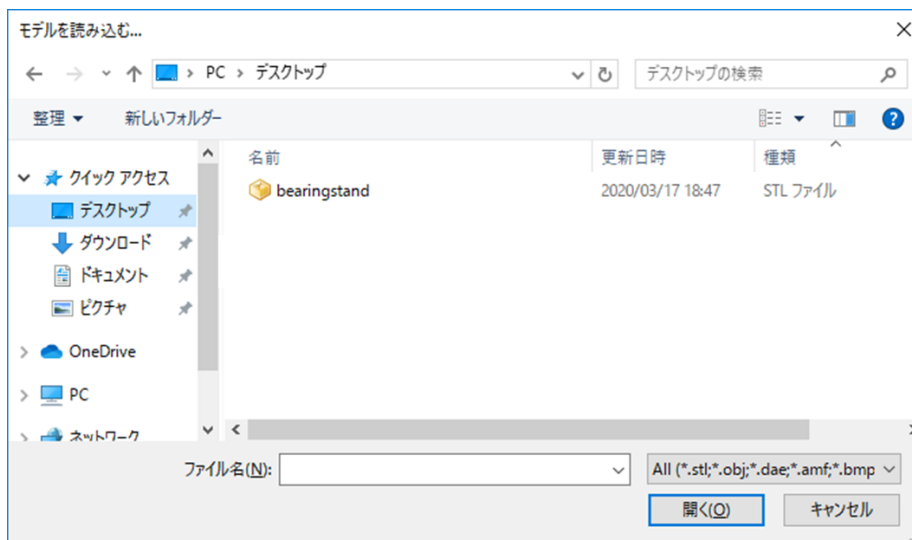 モデルを読み込む...
PC > デスクトップ
デスクトップの検索
整理
新しいフォルダー
名前
更新日時
種類
クイック アクセス
bearingstand
2020/03/17 18:47
STL ファイル
デスクトップ
ダウンロード
ドキュメント
ピクチャ
OneDrive
PC
ネットワーク
ファイル名(N):
All (*.stl;*.obj;*.dae;*.amf;*.bmp
開く(O)
キャンセル